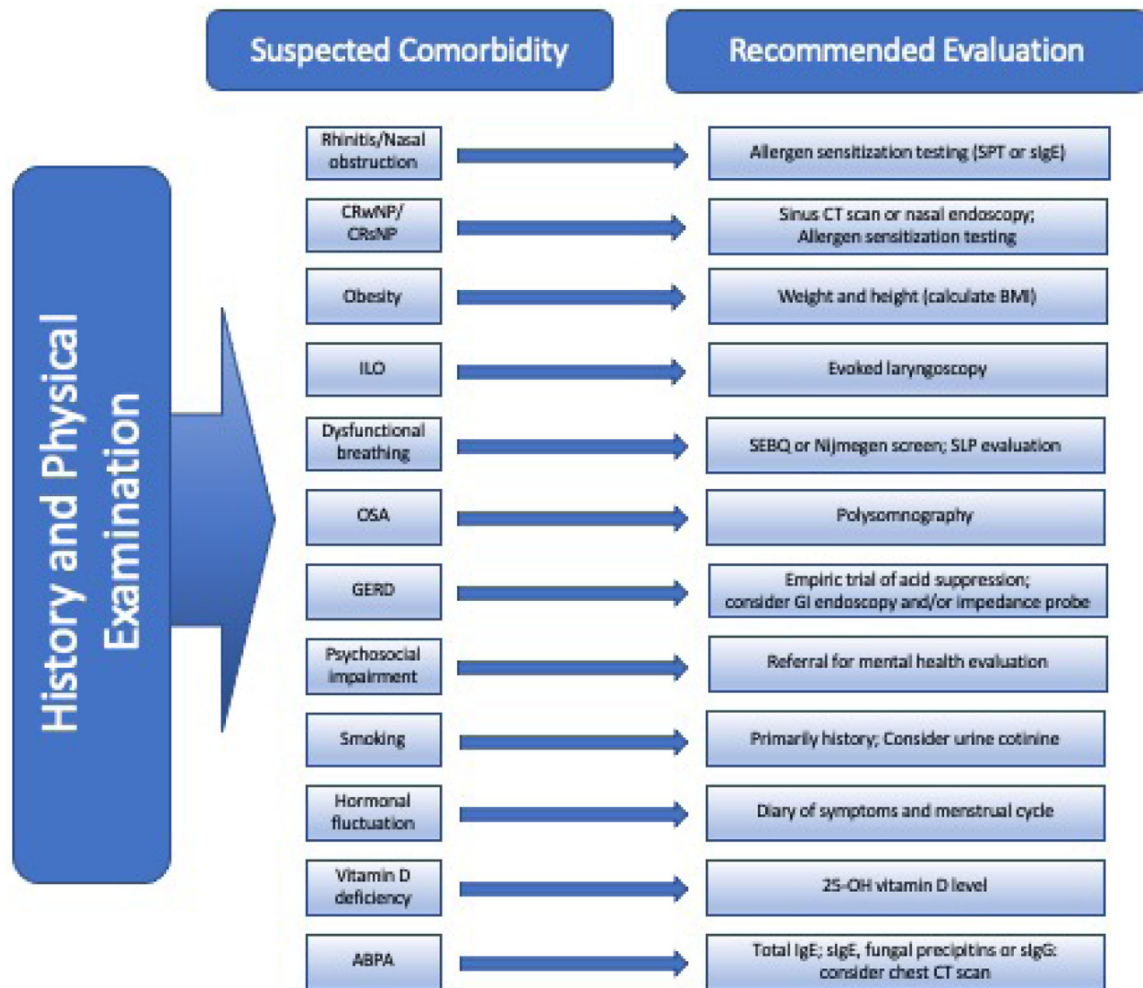 Suspected Comorbidity
Recommended Evaluation
History and Physical
Examination
Rhinitis/Nasal
obstruction
Allergen sensitization testing (SPT or sIgE)
CRwNP/
CRsNP
Sinus CT scan or nasal endoscopy;
Allergen sensitization testing
Obesity
Weight and height (calculate BMI)
ILO
Evoked laryngoscopy
Dysfunctional
breathing
SEBQ or Nijmegen screen; SLP evaluation
OSA
Polysomnography
GERD
Empiric trial of acid suppression;
consider GI endoscopy and/or impedance probe
Psychosocial
impairment
Referral for mental health evaluation
Smoking
Primarily history; Consider urine cotinine
Hormonal
fluctuation
Diary of symptoms and menstrual cycle
Vitamin D
deficiency
25-OH vitamin D level
ABPA
Total IgE; sIgE, fungal precipitins or sIgG:
consider chest CT scan